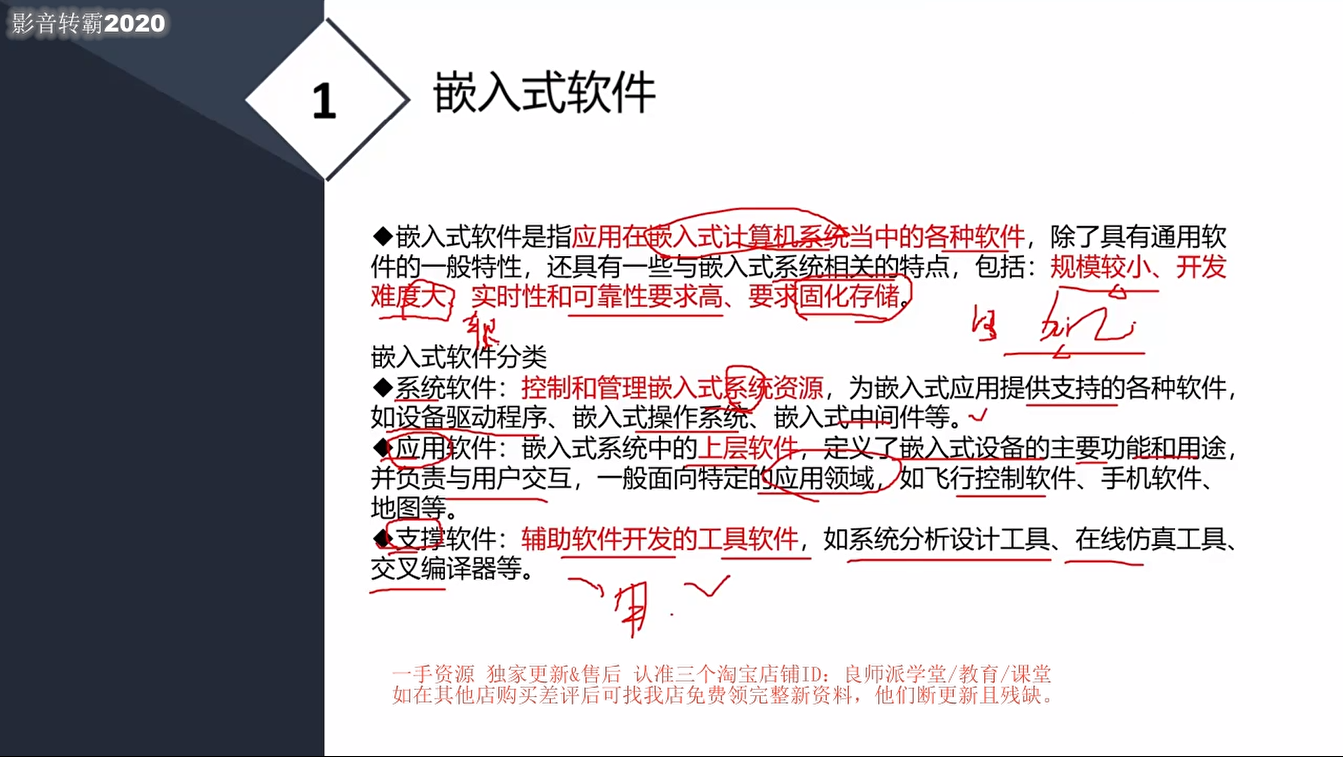 影音转霸2020
1
嵌入式软件
◆嵌入式软件是指应用在嵌入式计算机系统当中的各种软件，除了具有通用软
件的一般特性，还具有一些与嵌入式系统相关的特点，包括：规模较小、开发
难度大、实时性和可靠性要求高、要求固化存储。
嵌入式软件分类
◆系统软件：控制和管理嵌入式系统资源，为嵌入式应用提供支持的各种软件，
如设备驱动程序、嵌入式操作系统、嵌入式中间件等。
◆应用软件：嵌入式系统中的上层软件，定义了嵌入式设备的主要功能和用途，
并负责与用户交互，一般面向特定的应用领域，如飞行控制软件、手机软件、
地图等。
◆支撑软件：辅助软件开发的工具软件，如系统分析设计工具、在线仿真工具、
交叉编译器等。
一手资源 独家更新&售后 认准三个淘宝店铺ID：良师派学堂/教育/课堂
如在其他店购买差评后可找我店免费领完整新资料，他们断更新且残缺。